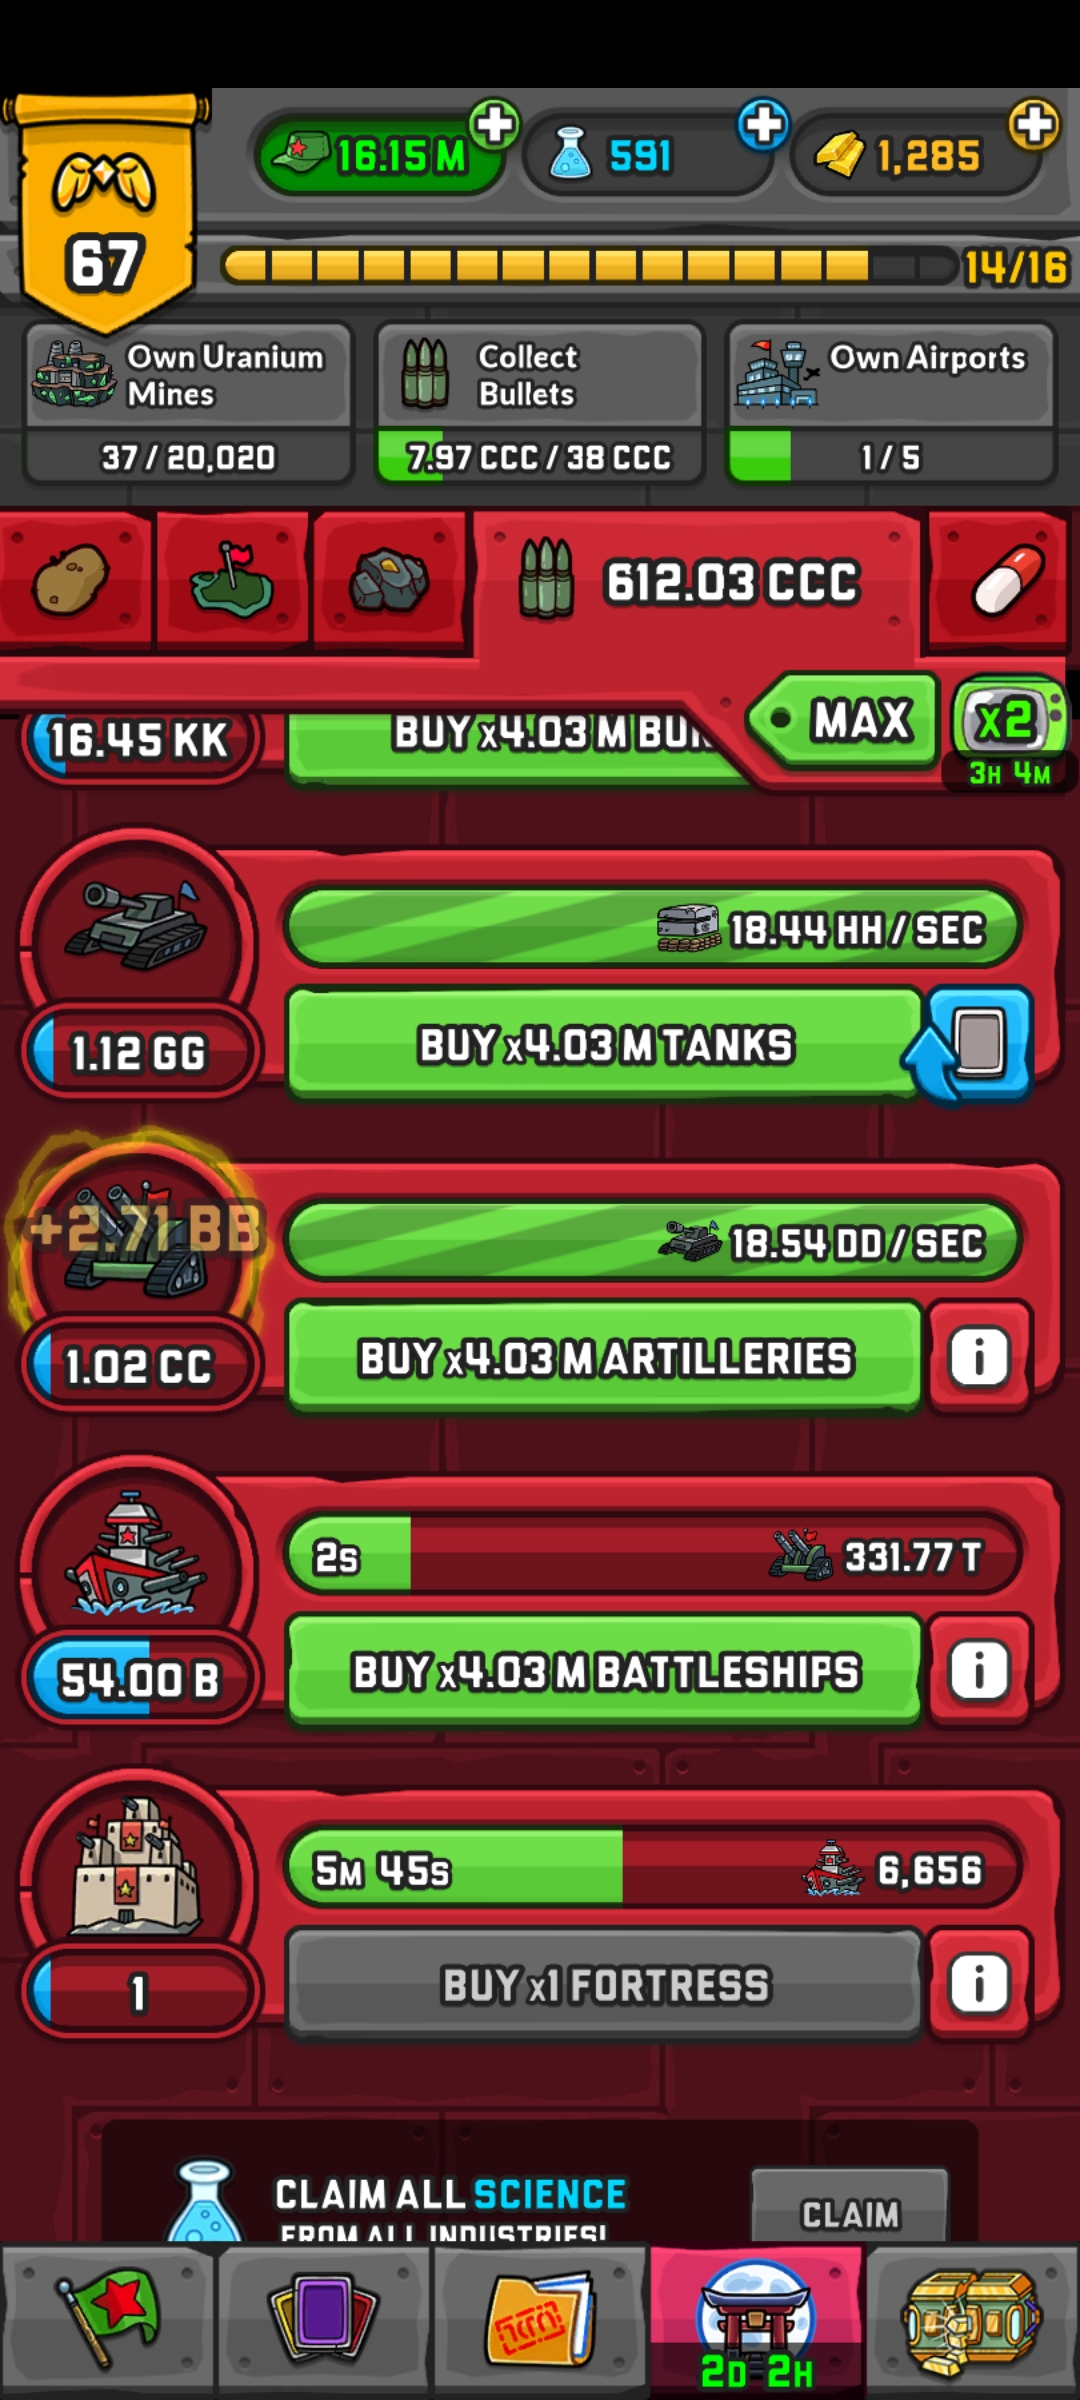 16.15 M
591
1,285
67
14/16
Own Uranium
Mines
37 / 20,020
Collect
Bullets
7.97 CCC / 38 CCC
Own Airports
1 / 5
612.03 CCC
MAX
x2
3H 4M
16.45 KK
BUY x4.03 M
18.44 HH / SEC
1.12 GG
BUY x4.03 M TANKS
+2.71 BB
18.54 DD / SEC
1.02 CC
BUY x4.03 M ARTILLERIES
2S
331.77 T
54.00 B
BUY x4.03 M BATTLESHIPS
5M 45S
6,656
1
BUY x1 FORTRESS
CLAIM ALL SCIENCE
FROM ALL INDUSTRIES!
CLAIM
2D 2H